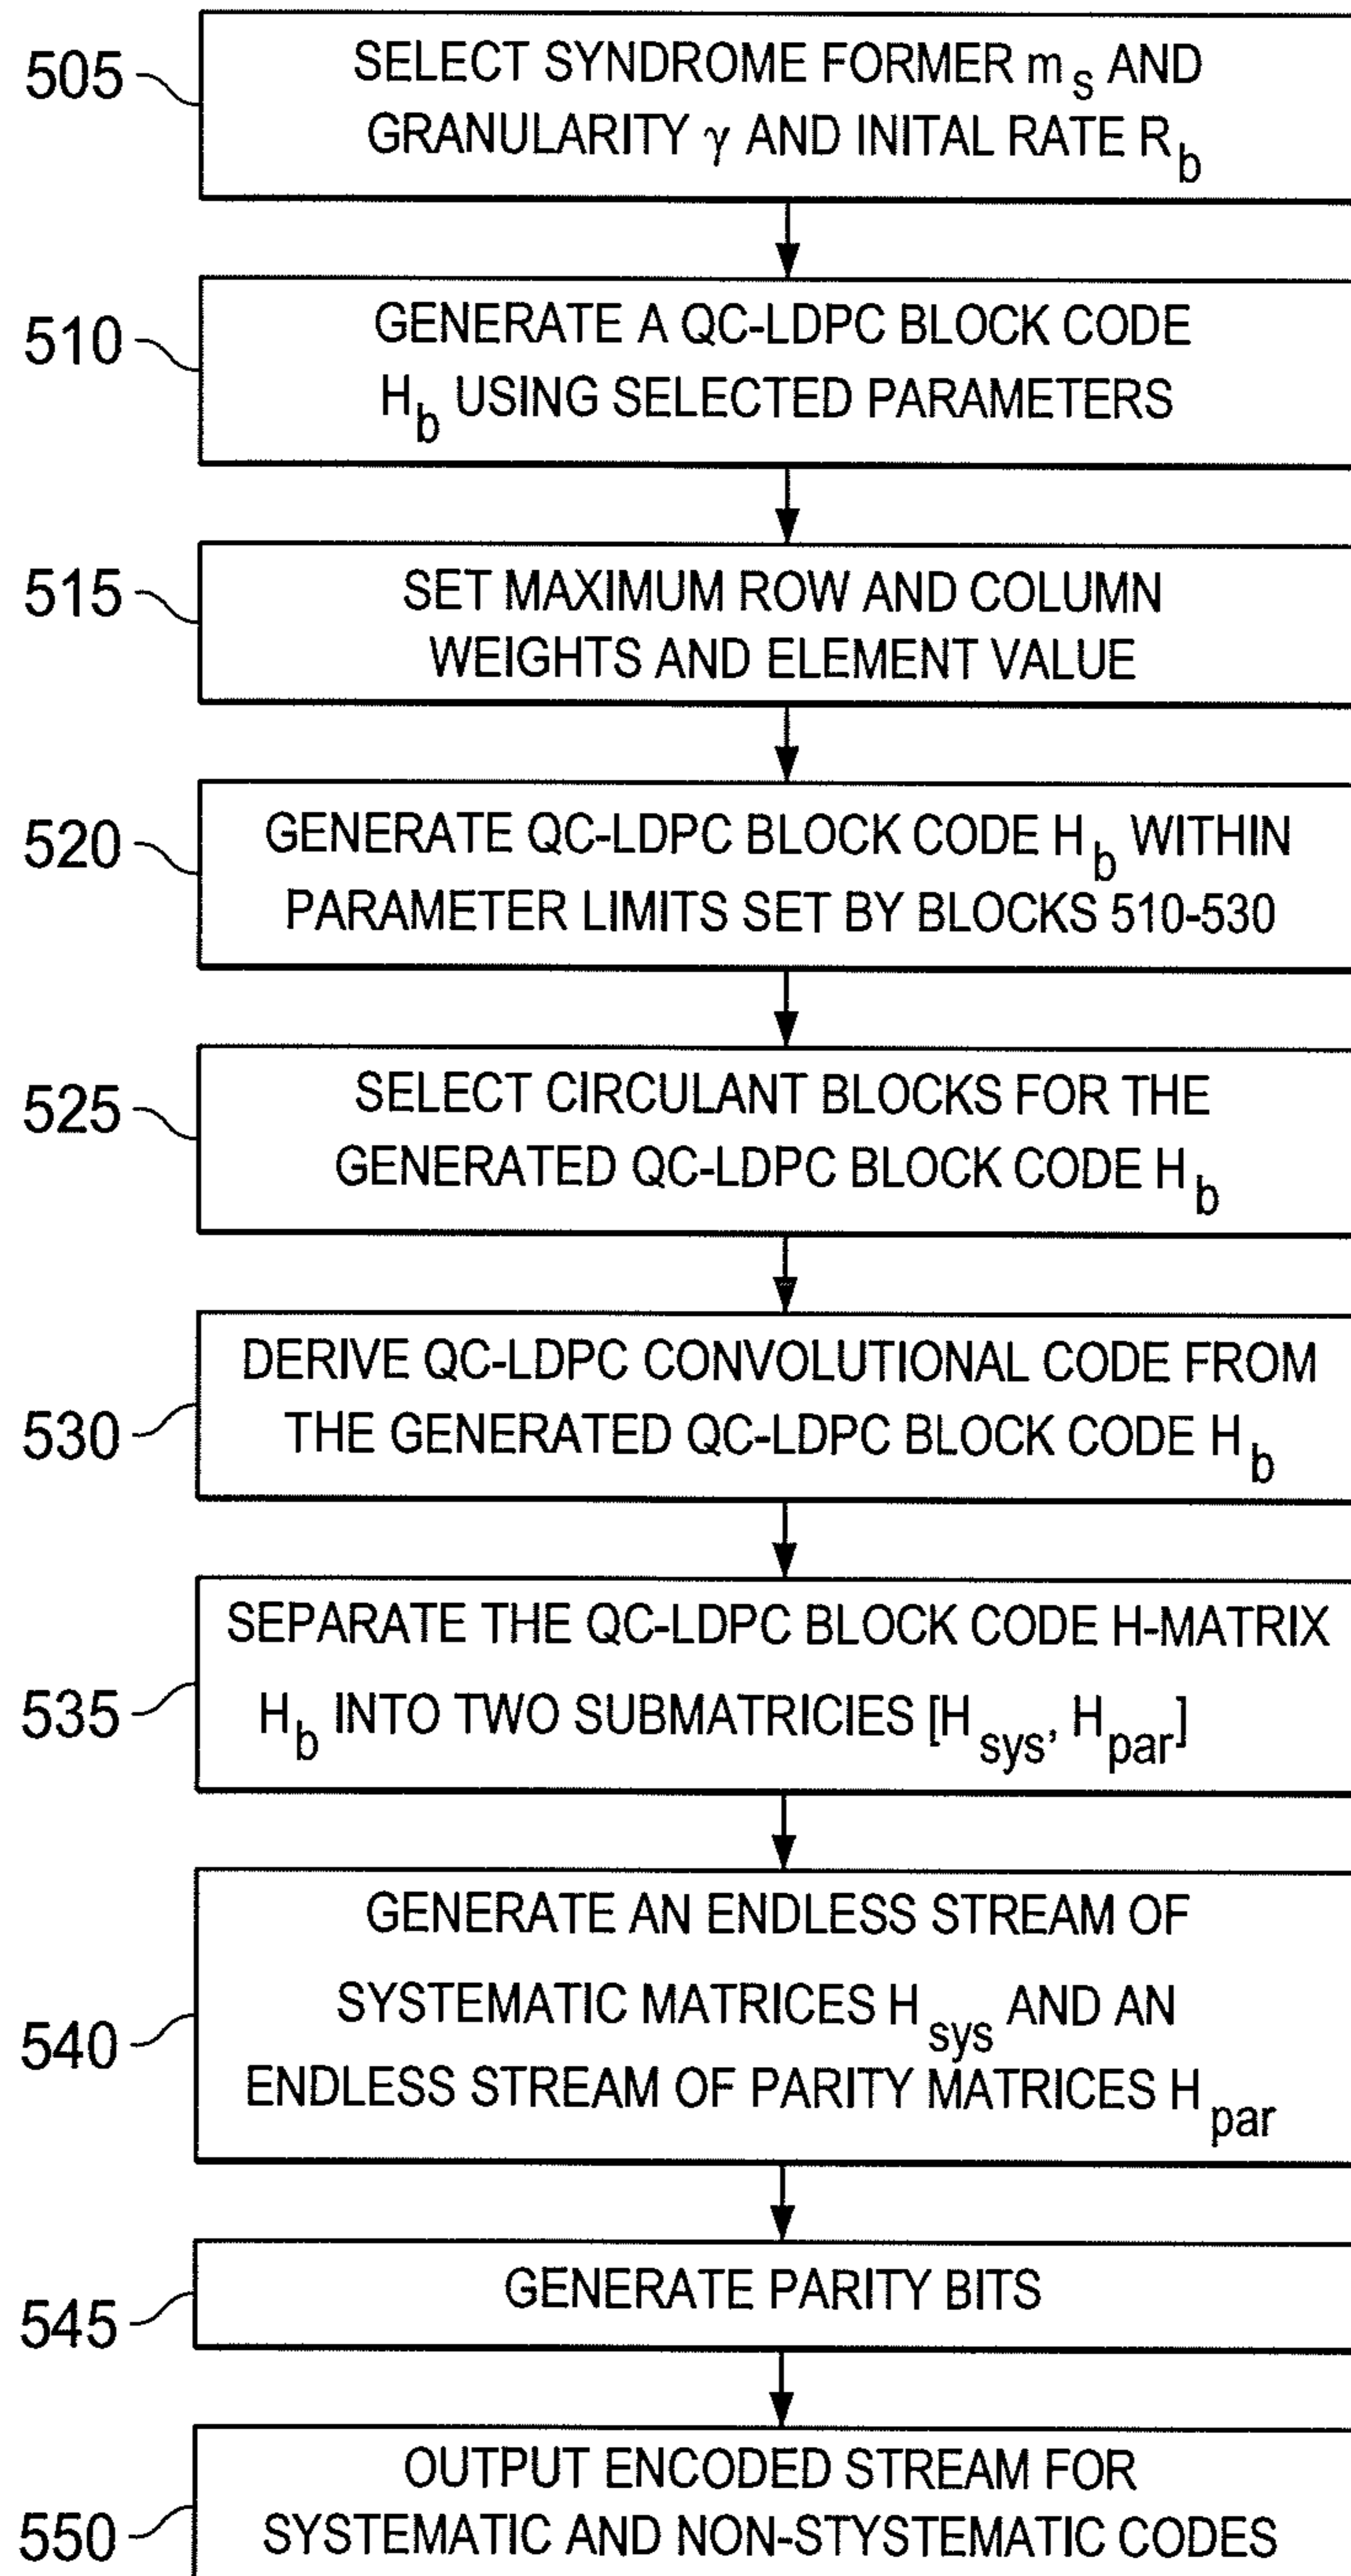 505
SELECT SYNDROME FORMER mₛ AND
GRANULARITY γ AND INITAL RATE R_b
510
GENERATE A QC-LDPC BLOCK CODE
H_b USING SELECTED PARAMETERS
515
SET MAXIMUM ROW AND COLUMN
WEIGHTS AND ELEMENT VALUE
520
GENERATE QC-LDPC BLOCK CODE H_b WITHIN
PARAMETER LIMITS SET BY BLOCKS 510-530
525
SELECT CIRCULANT BLOCKS FOR THE
GENERATED QC-LDPC BLOCK CODE H_b
530
DERIVE QC-LDPC CONVOLUTIONAL CODE FROM
THE GENERATED QC-LDPC BLOCK CODE H_b
535
SEPARATE THE QC-LDPC BLOCK CODE H-MATRIX
H_b INTO TWO SUBMATRICIES [H_sys, H_par]
540
GENERATE AN ENDLESS STREAM OF
SYSTEMATIC MATRICES H_sys AND AN
ENDLESS STREAM OF PARITY MATRICES H_par
545
GENERATE PARITY BITS
550
OUTPUT ENCODED STREAM FOR
SYSTEMATIC AND NON-STYSTEMATIC CODES